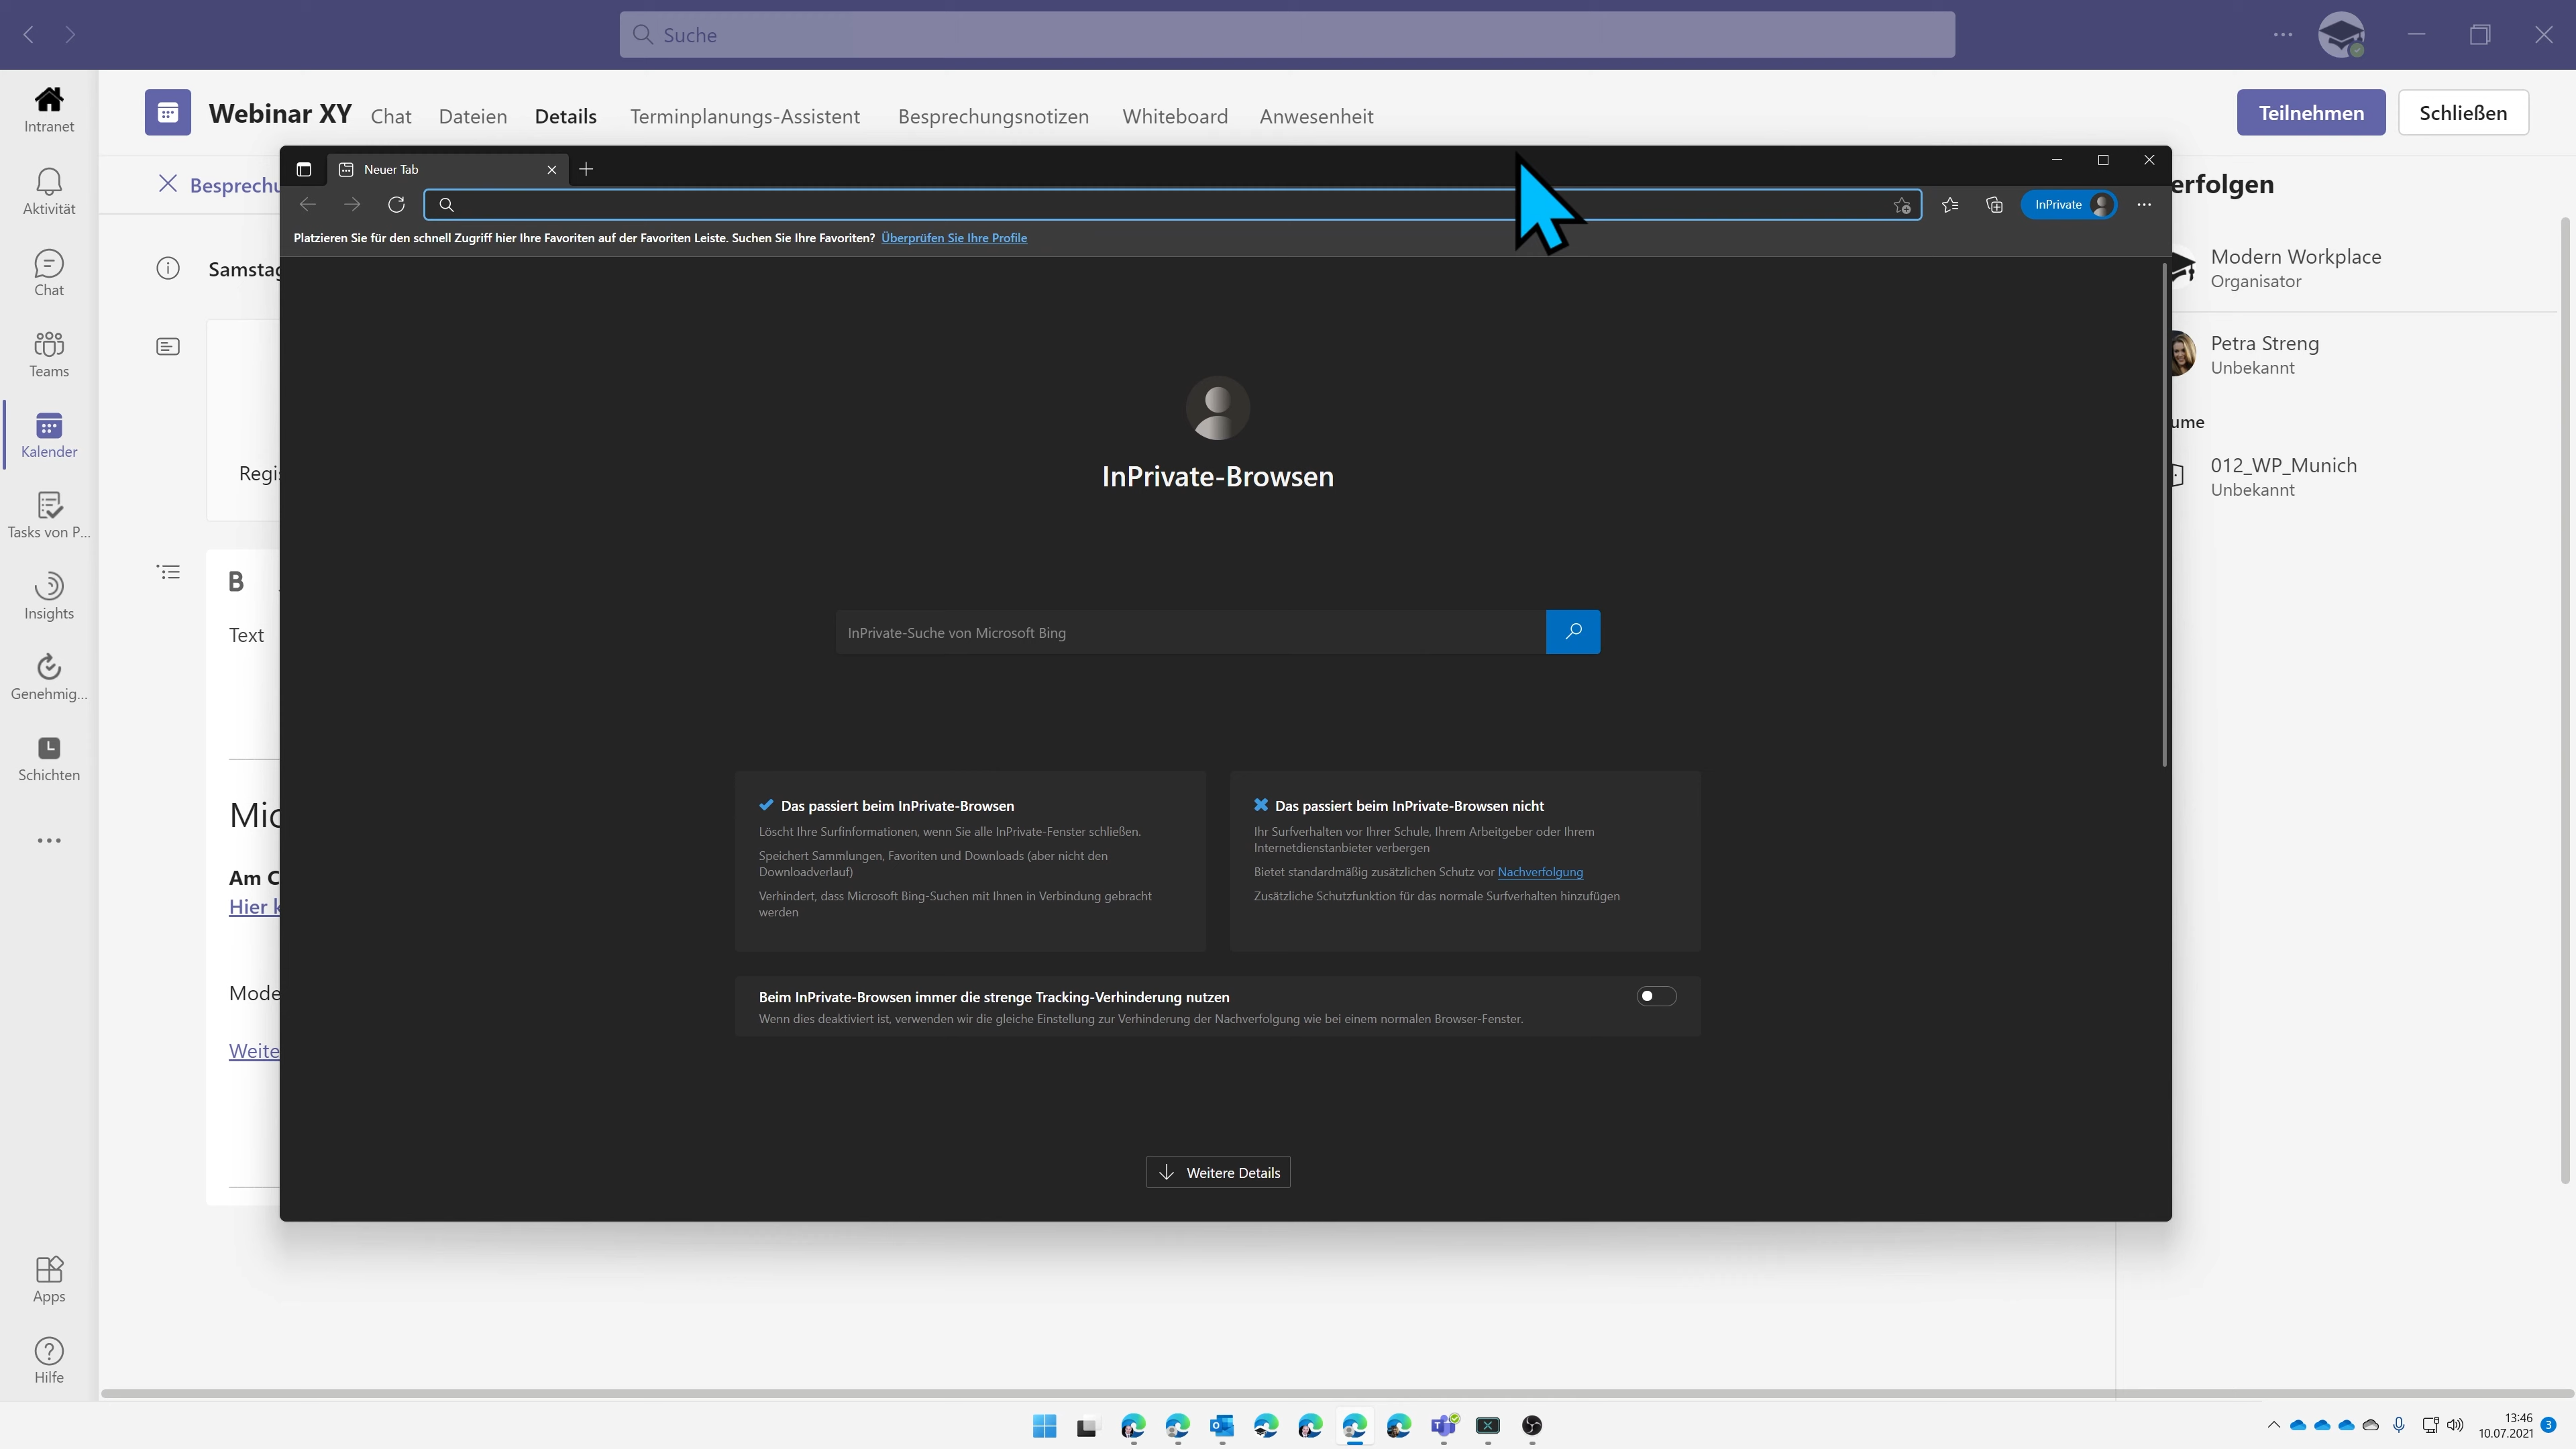 Suche
Intranet
Aktivität
Chat
Teams
Kalender
Tasks von P...
Insights
Genehmig...
Schichten
Apps
Hilfe
Webinar XY Chat Dateien Details Terminplanungs-Assistent Besprechungsnotizen Whiteboard Anwesenheit
Teilnehmen Schließen
Neuer Tab
InPrivate
Platzieren Sie für den schnell Zugriff hier Ihre Favoriten auf der Favoriten Leiste. Suchen Sie Ihre Favoriten? Überprüfen Sie Ihre Profile
InPrivate-Browsen
InPrivate-Suche von Microsoft Bing
Das passiert beim InPrivate-Browsen
Löscht Ihre Surfinformationen, wenn Sie alle InPrivate-Fenster schließen.
Speichert Sammlungen, Favoriten und Downloads (aber nicht den
Downloadverlauf)
Verhindert, dass Microsoft Bing-Suchen mit Ihnen in Verbindung gebracht
werden
Das passiert beim InPrivate-Browsen nicht
Ihr Surfverhalten vor Ihrer Schule, Ihrem Arbeitgeber oder Ihrem
Internetdienstanbieter verbergen
Bietet standardmäßig zusätzlichen Schutz vor Nachverfolgung
Zusätzliche Schutzfunktion für das normale Surfverhalten hinzufügen
Beim InPrivate-Browsen immer die strenge Tracking-Verhinderung nutzen
Wenn dies deaktiviert ist, verwenden wir die gleiche Einstellung zur Verhinderung der Nachverfolgung wie bei einem normalen Browser-Fenster.
Weitere Details
Besprechu
Samstag
Regis
B
Text
Mic
Am C
Hier k
Mode
Weite
erfolgen
Modern Workplace
Organisator
Petra Streng
Unbekannt
ume
012_WP_Munich
Unbekannt
13:46
10.07.2021
3